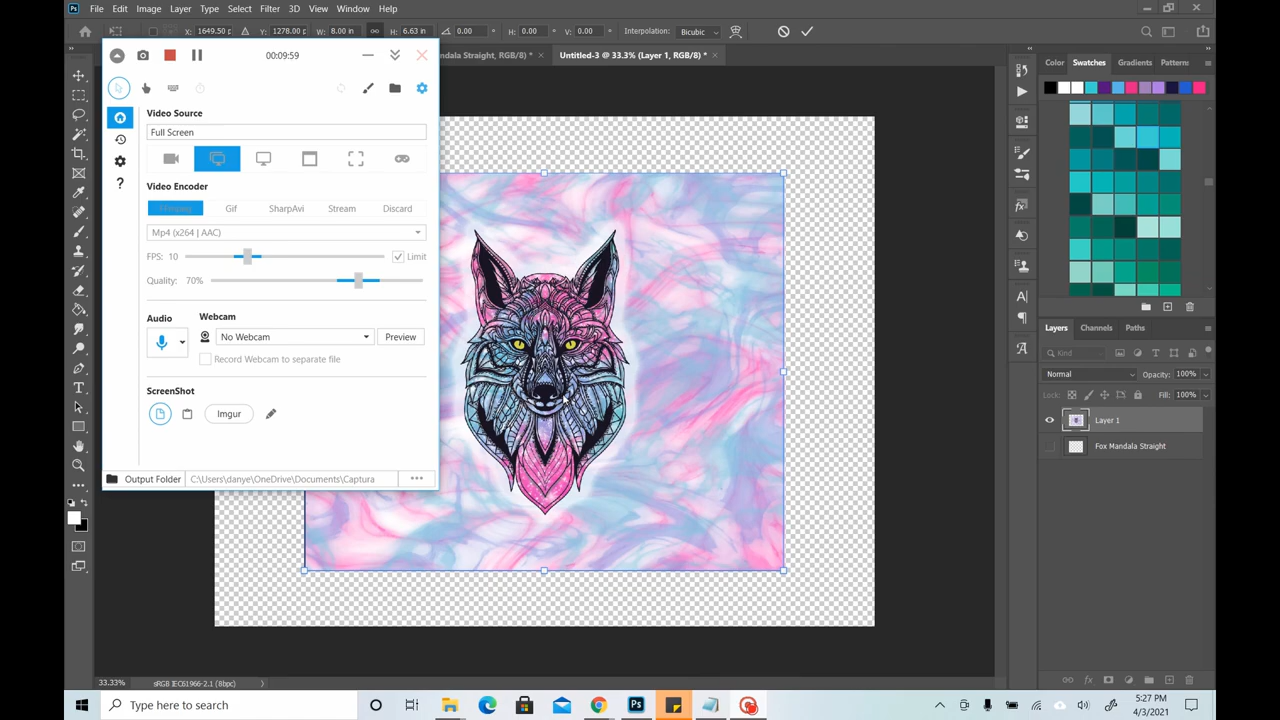 Ps File Edit Image Layer Type Select Filter 3D View Window Help
X: 1649.50 p Y: 1278.00 p W: 8.00 in H: 6.63 in 0.00 H: 0.00 V: 0.00 Interpolation: Bicubic
00:09:59
andala Straight, RGB/8) * Untitled-3 @ 33.3% (Layer 1, RGB/8) *
Color Swatches Gradients Patterns
Video Source
Full Screen
Video Encoder
Gif SharpAvi Stream Discard
Mp4 (x264 | AAC)
FPS: 10 Limit
Quality: 70%
Audio
Webcam
No Webcam Preview
Record Webcam to separate file
ScreenShot
Imgur
Output Folder C:\Users\danye\OneDrive\Documents\Captura
Layers Channels Paths
Kind
Normal Opacity: 100%
Lock: Fill: 100%
Layer 1
Fox Mandala Straight
33.33% sRGB IEC61966-2.1 (8bpc)
Type here to search
Ps
5:27 PM
4/3/2021